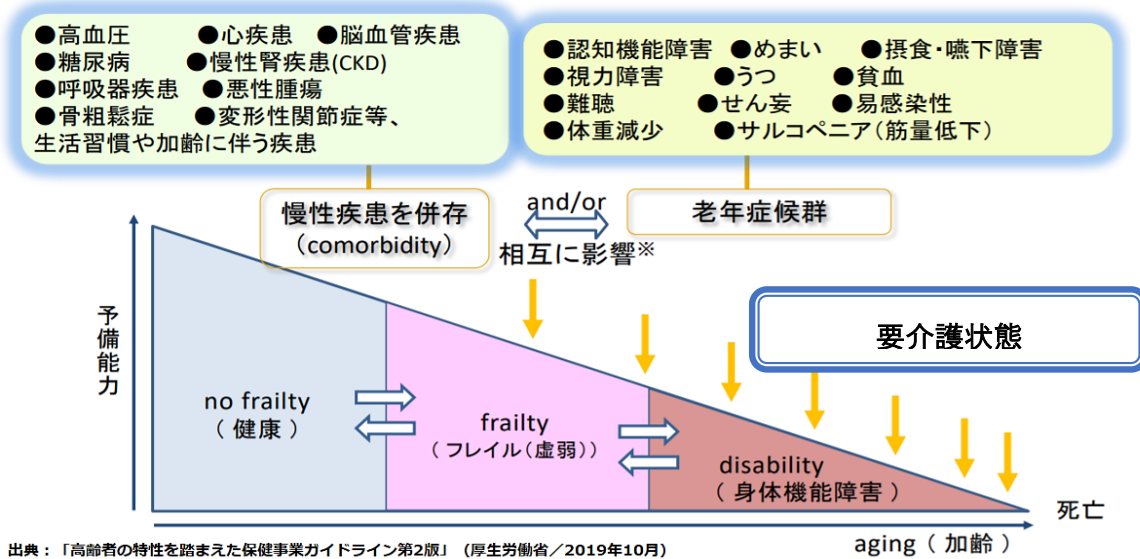 ●高血圧 ●心疾患 ●脳血管疾患
●糖尿病 ●慢性腎疾患(CKD)
●呼吸器疾患 ●悪性腫瘍
●骨粗鬆症 ●変形性関節症等、
生活習慣や加齢に伴う疾患
●認知機能障害 ●めまい ●摂食・嚥下障害
●視力障害 ●うつ ●貧血
●難聴 ●せん妄 ●易感染性
●体重減少 ●サルコペニア(筋量低下)
慢性疾患を併存
(comorbidity)
and/or
相互に影響※
老年症候群
予備能力
要介護状態
no frailty
(健康)
frailty
(フレイル(虚弱))
disability
(身体機能障害)
死亡
aging(加齢)
出典:「高齢者の特性を踏まえた保健事業ガイドライン第2版」(厚生労働省/2019年10月)